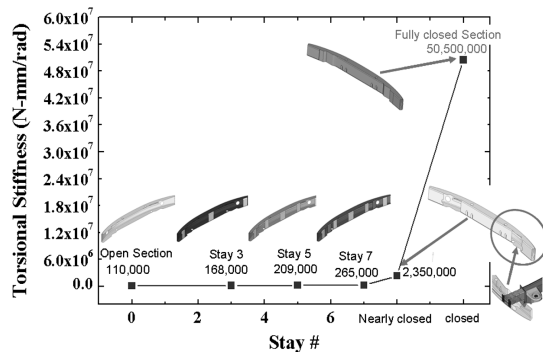 6.0x10⁷
5.4x10⁷
4.8x10⁷
4.2x10⁷
3.6x10⁷
3.0x10⁷
2.4x10⁷
1.8x10⁷
1.2x10⁷
6.0x10⁶
0.0
Torsional Stiffness (N-mm/rad)
Fully closed Section
50,500,000
Open Section
110,000
Stay 3
168,000
Stay 5
209,000
Stay 7
265,000
2,350,000
0
2
4
6
Nearly closed
closed
Stay #